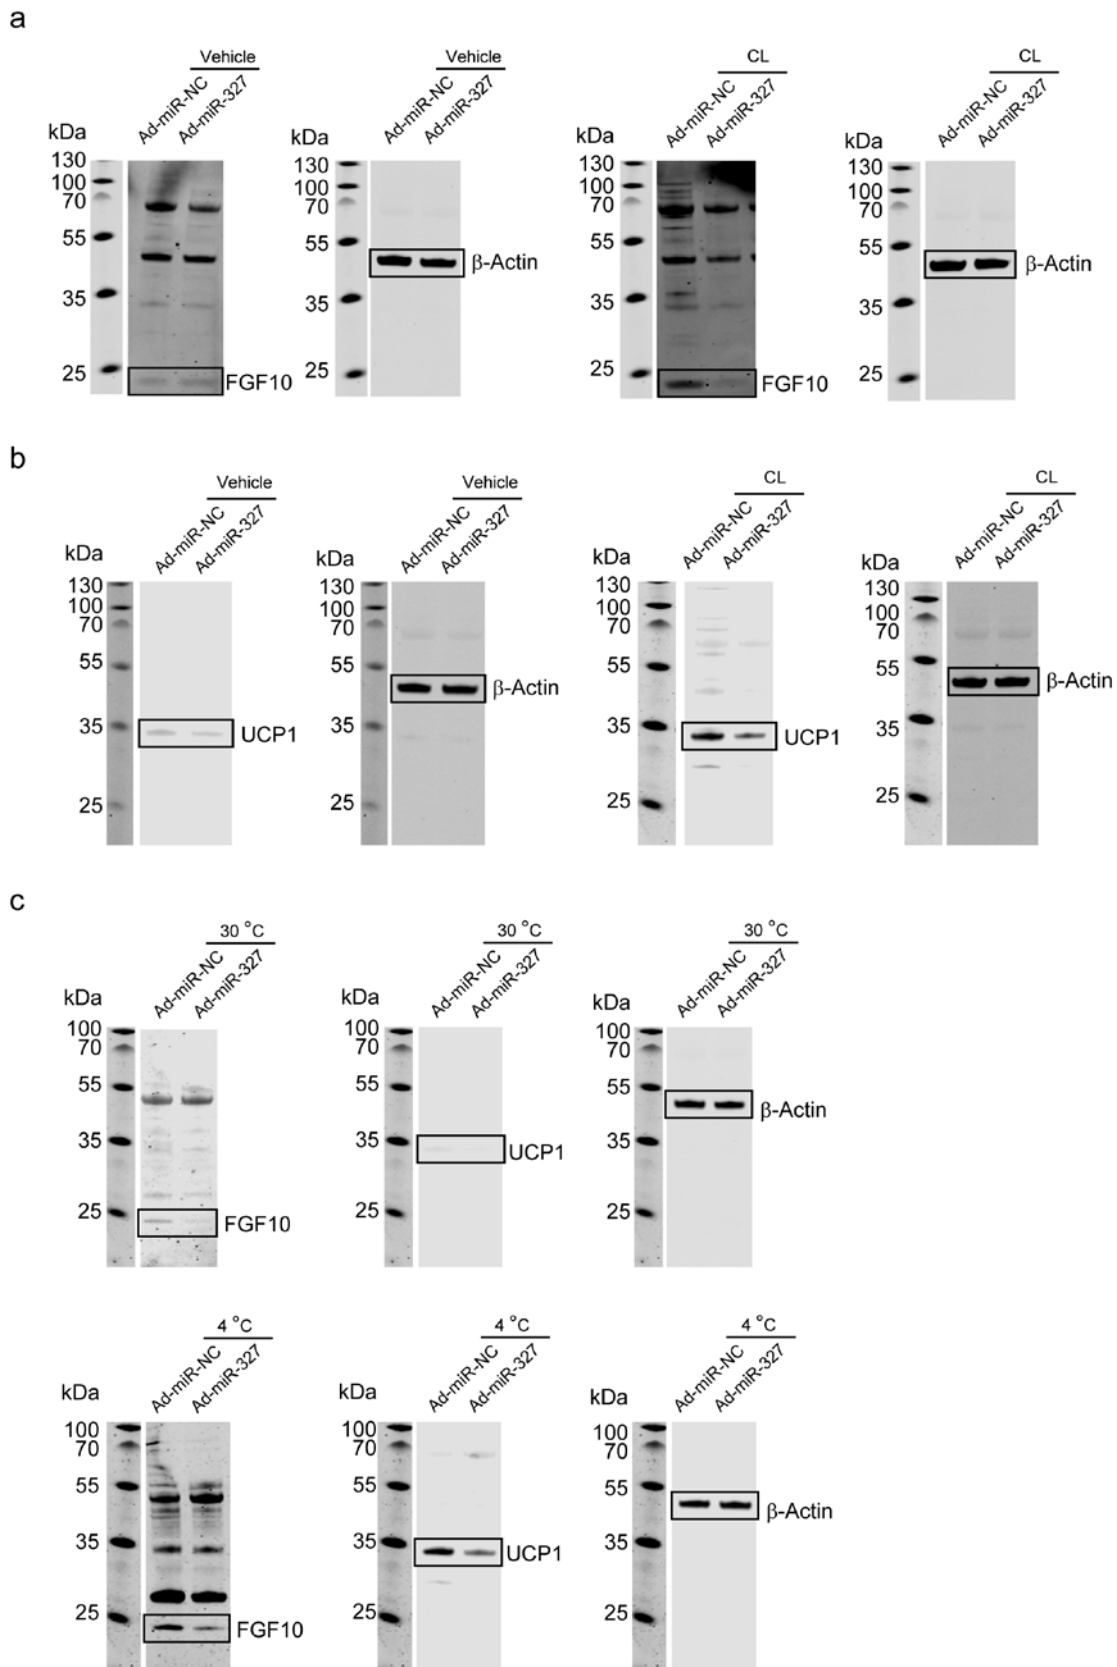 a
Vehicle
Ad-miR-NC
Ad-miR-327
kDa
130
100
70
55
35
25
FGF10
Vehicle
Ad-miR-NC
Ad-miR-327
kDa
130
100
70
55
35
25
β-Actin
CL
Ad-miR-NC
Ad-miR-327
kDa
130
100
70
55
35
25
FGF10
CL
Ad-miR-NC
Ad-miR-327
kDa
130
100
70
55
35
25
β-Actin
b
Vehicle
Ad-miR-NC
Ad-miR-327
kDa
130
100
70
55
35
25
UCP1
Vehicle
Ad-miR-NC
Ad-miR-327
kDa
130
100
70
55
35
25
β-Actin
CL
Ad-miR-NC
Ad-miR-327
kDa
130
100
70
55
35
25
UCP1
CL
Ad-miR-NC
Ad-miR-327
kDa
130
100
70
55
35
25
β-Actin
c
30 °C
Ad-miR-NC
Ad-miR-327
kDa
100
70
55
35
25
FGF10
30 °C
Ad-miR-NC
Ad-miR-327
kDa
100
70
55
35
25
UCP1
30 °C
Ad-miR-NC
Ad-miR-327
kDa
100
70
55
35
25
β-Actin
4 °C
Ad-miR-NC
Ad-miR-327
kDa
100
70
55
35
25
FGF10
4 °C
Ad-miR-NC
Ad-miR-327
kDa
100
70
55
35
25
UCP1
4 °C
Ad-miR-NC
Ad-miR-327
kDa
100
70
55
35
25
β-Actin